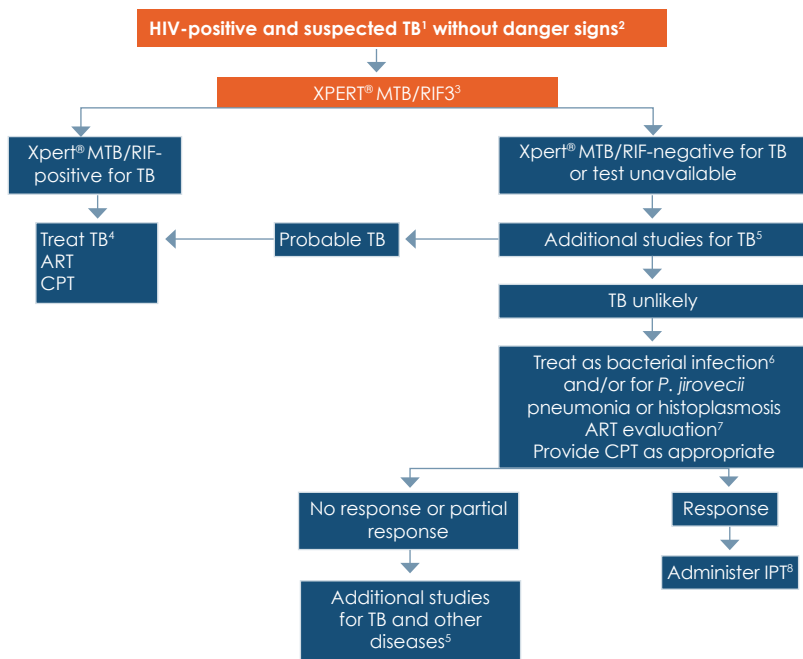 HIV-positive and suspected TB¹ without danger signs²
XPERT® MTB/RIF3³
Xpert® MTB/RIF-
positive for TB
Xpert® MTB/RIF-negative for TB
or test unavailable
Treat TB⁴
ART
CPT
Probable TB
Additional studies for TB⁵
TB unlikely
Treat as bacterial infection⁶
and/or for P. jirovecii
pneumonia or histoplasmosis
ART evaluation⁷
Provide CPT as appropriate
No response or partial
response
Response
Administer IPT⁸
Additional studies
for TB and other
diseases⁵